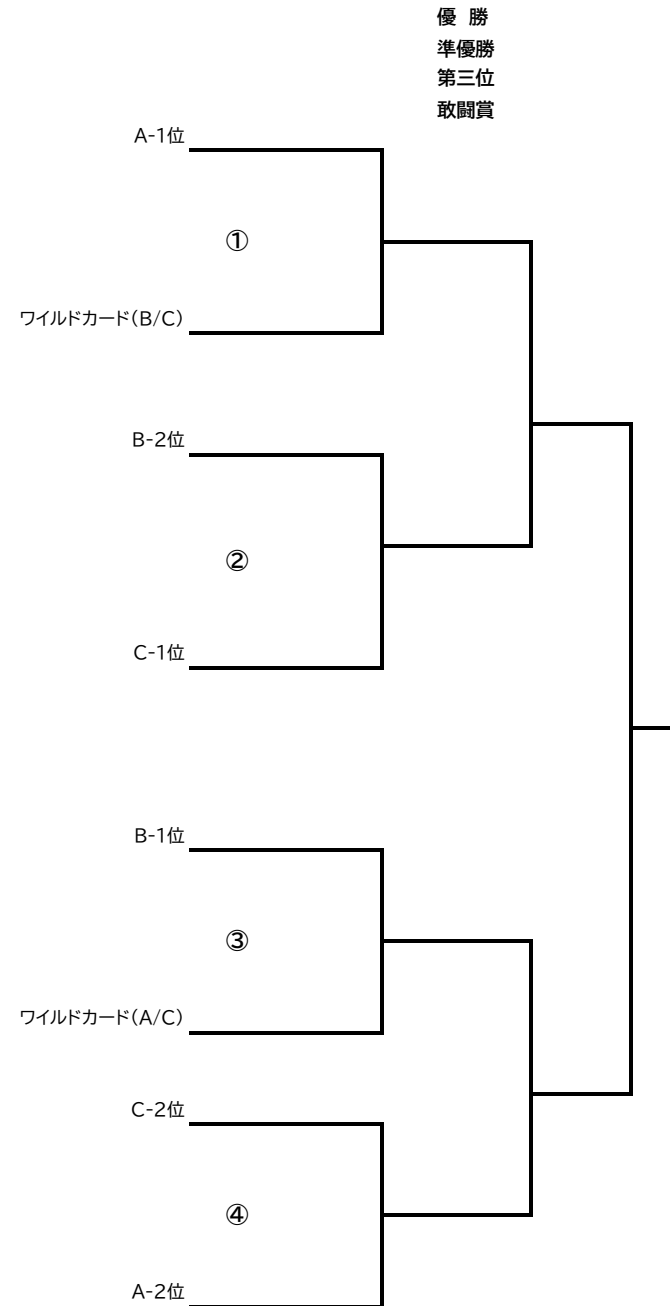 優 勝
準優勝
第三位
敢闘賞
A-1位
①
ワイルドカード(B/C)
B-2位
②
C-1位
B-1位
③
ワイルドカード(A/C)
C-2位
④
A-2位